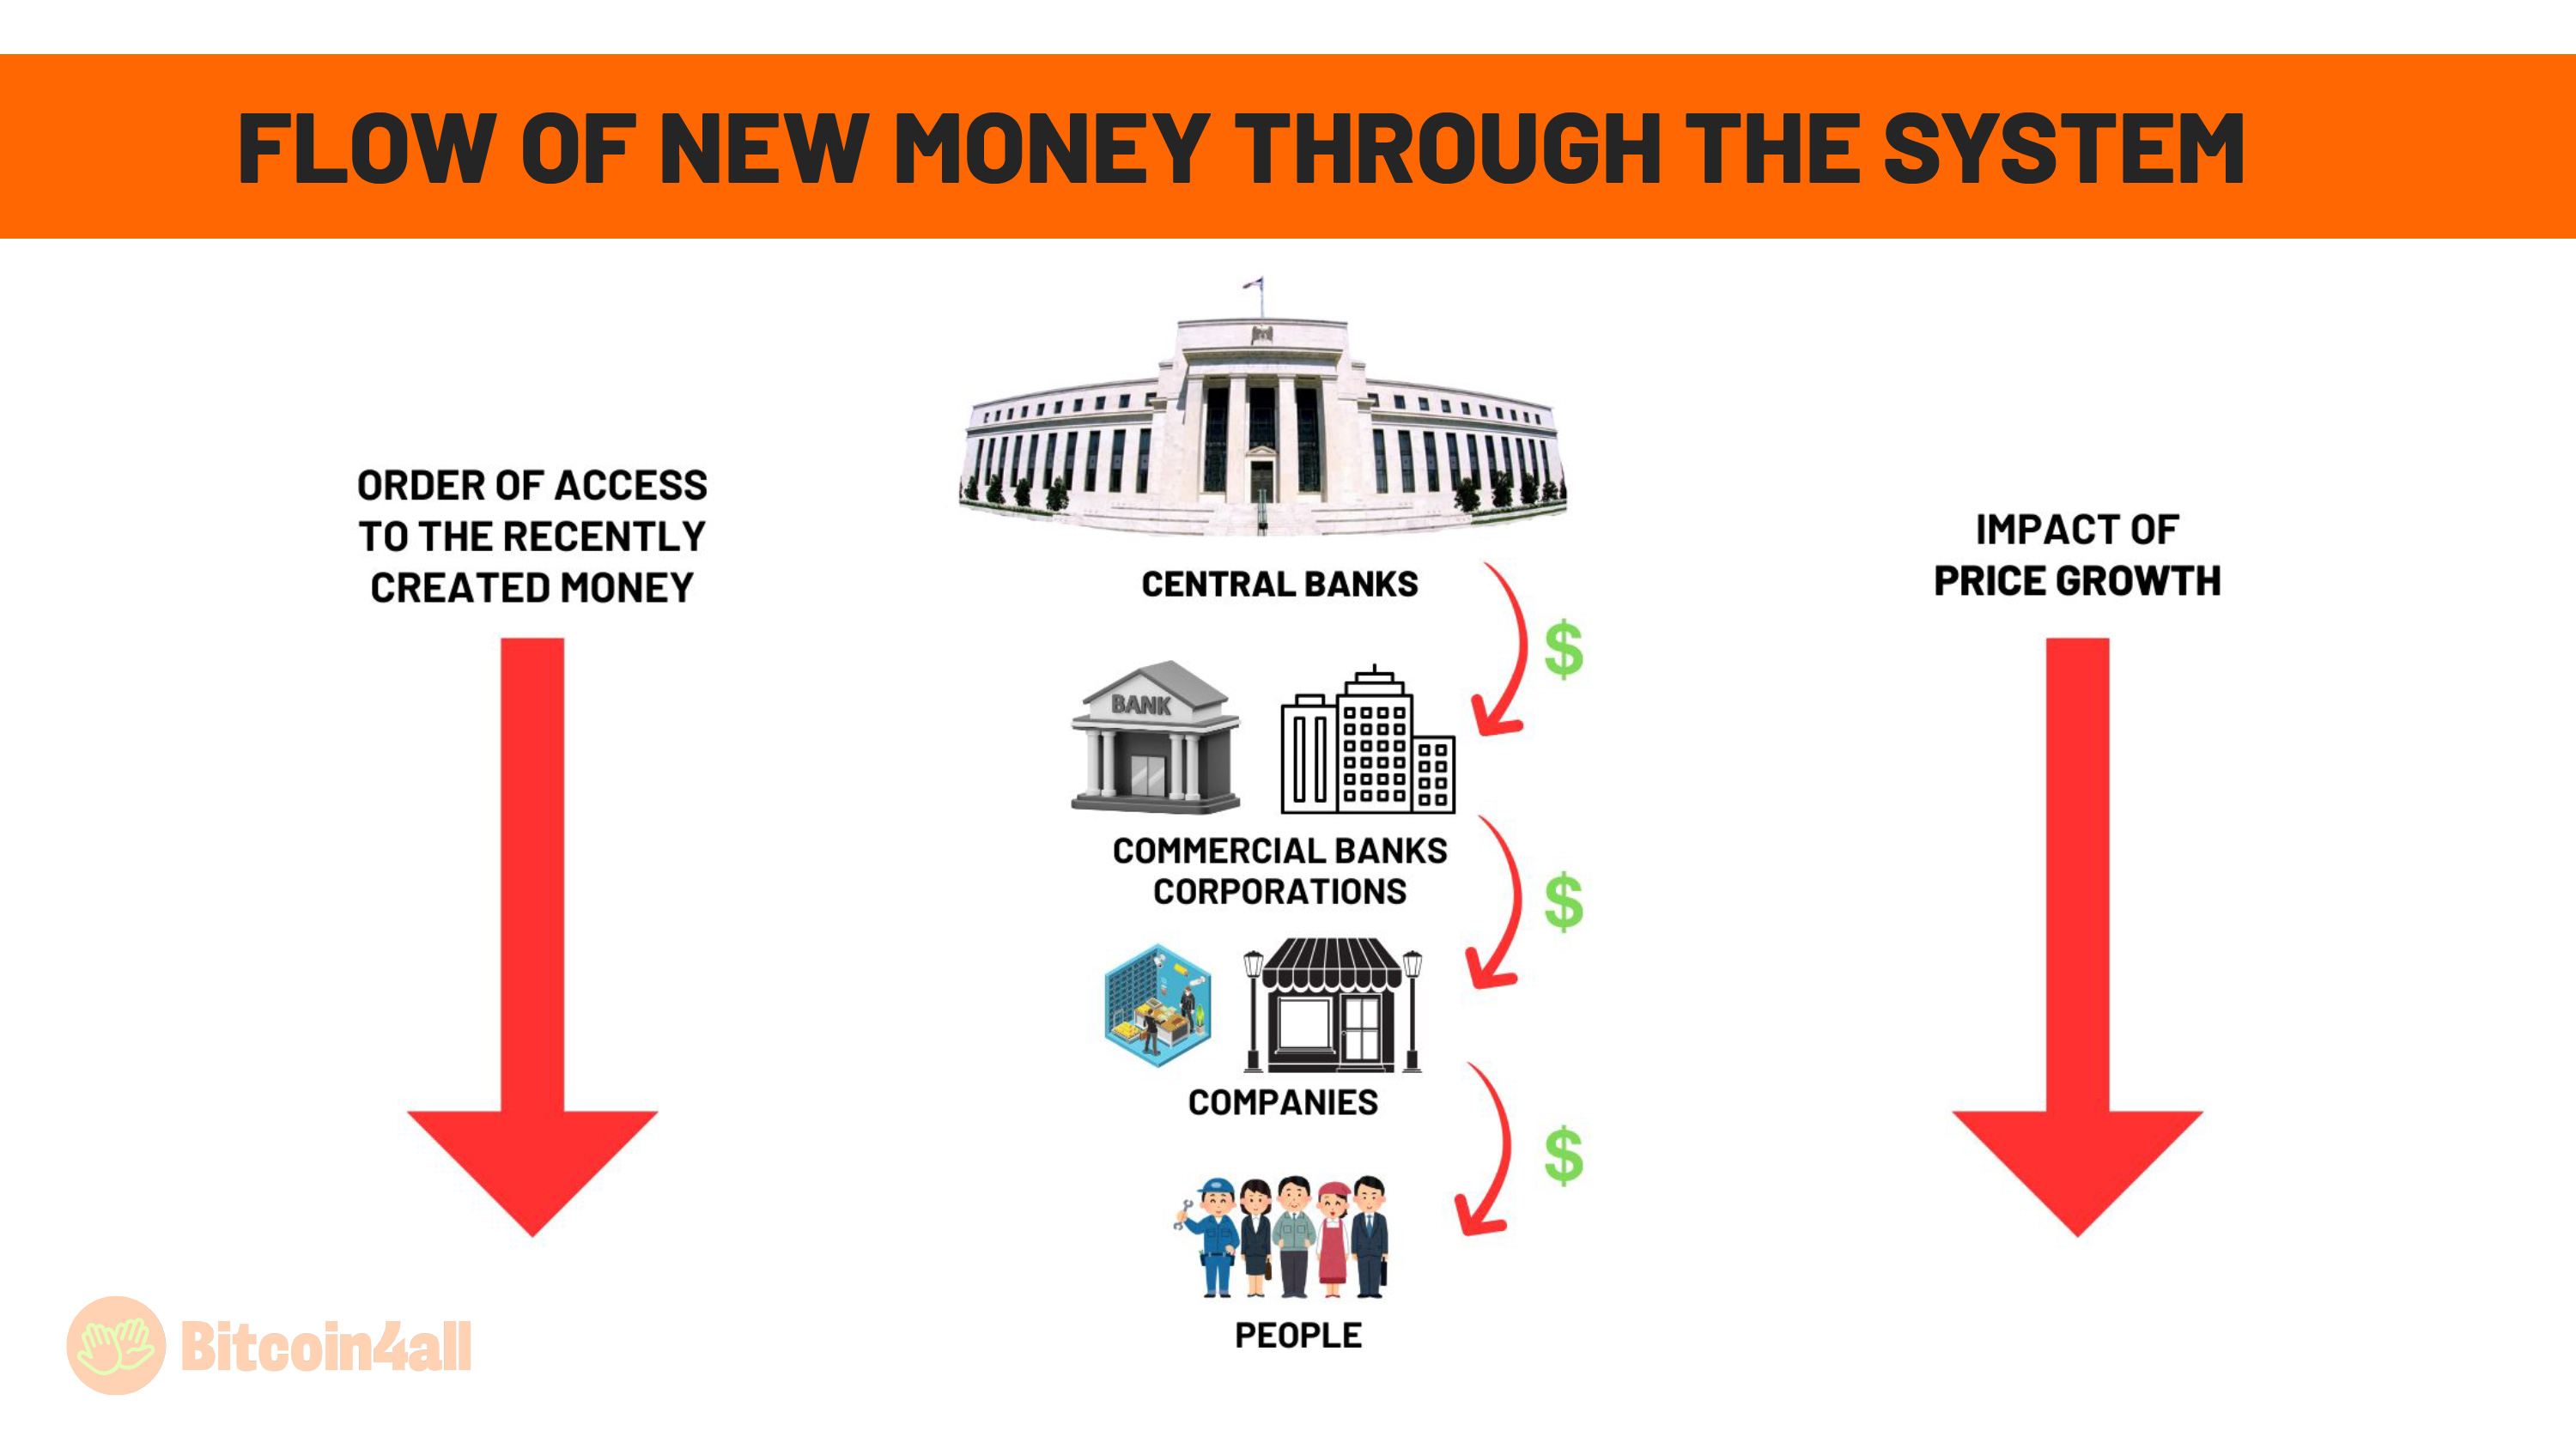 FLOW OF NEW MONEY THROUGH THE SYSTEM
ORDER OF ACCESS
TO THE RECENTLY
CREATED MONEY
CENTRAL BANKS
$
BANK
COMMERCIAL BANKS
CORPORATIONS
$
COMPANIES
$
PEOPLE
IMPACT OF
PRICE GROWTH
Bitcoin4all